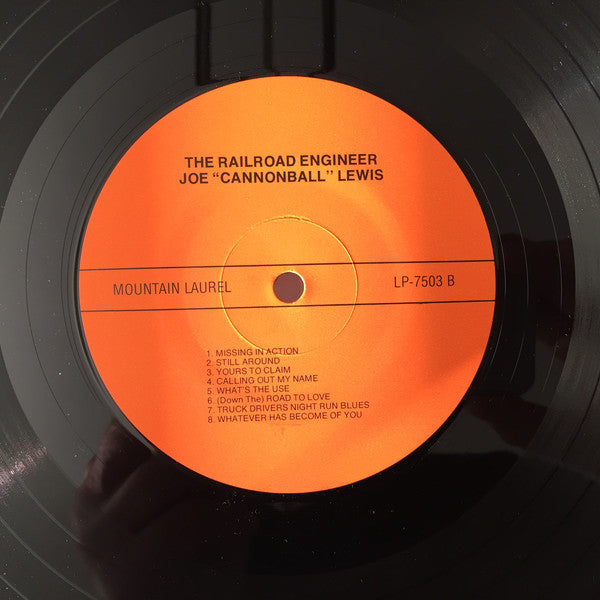 THE RAILROAD ENGINEER
JOE "CANNONBALL" LEWIS
MOUNTAIN LAUREL LP-7503 B
1. MISSING IN ACTION
2. STILL AROUND
3. YOURS TO CLAIM
4. CALLING OUT MY NAME
5. WHAT'S THE USE
6. (Down The) ROAD TO LOVE
7. TRUCK DRIVERS NIGHT RUN BLUES
8. WHATEVER HAS BECOME OF YOU